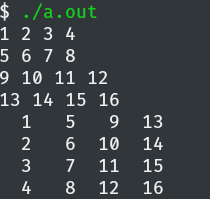 $ ./a.out
1 2 3 4
5 6 7 8
9 10 11 12
13 14 15 16
  1   5   9  13
  2   6  10  14
  3   7  11  15
  4   8  12  16